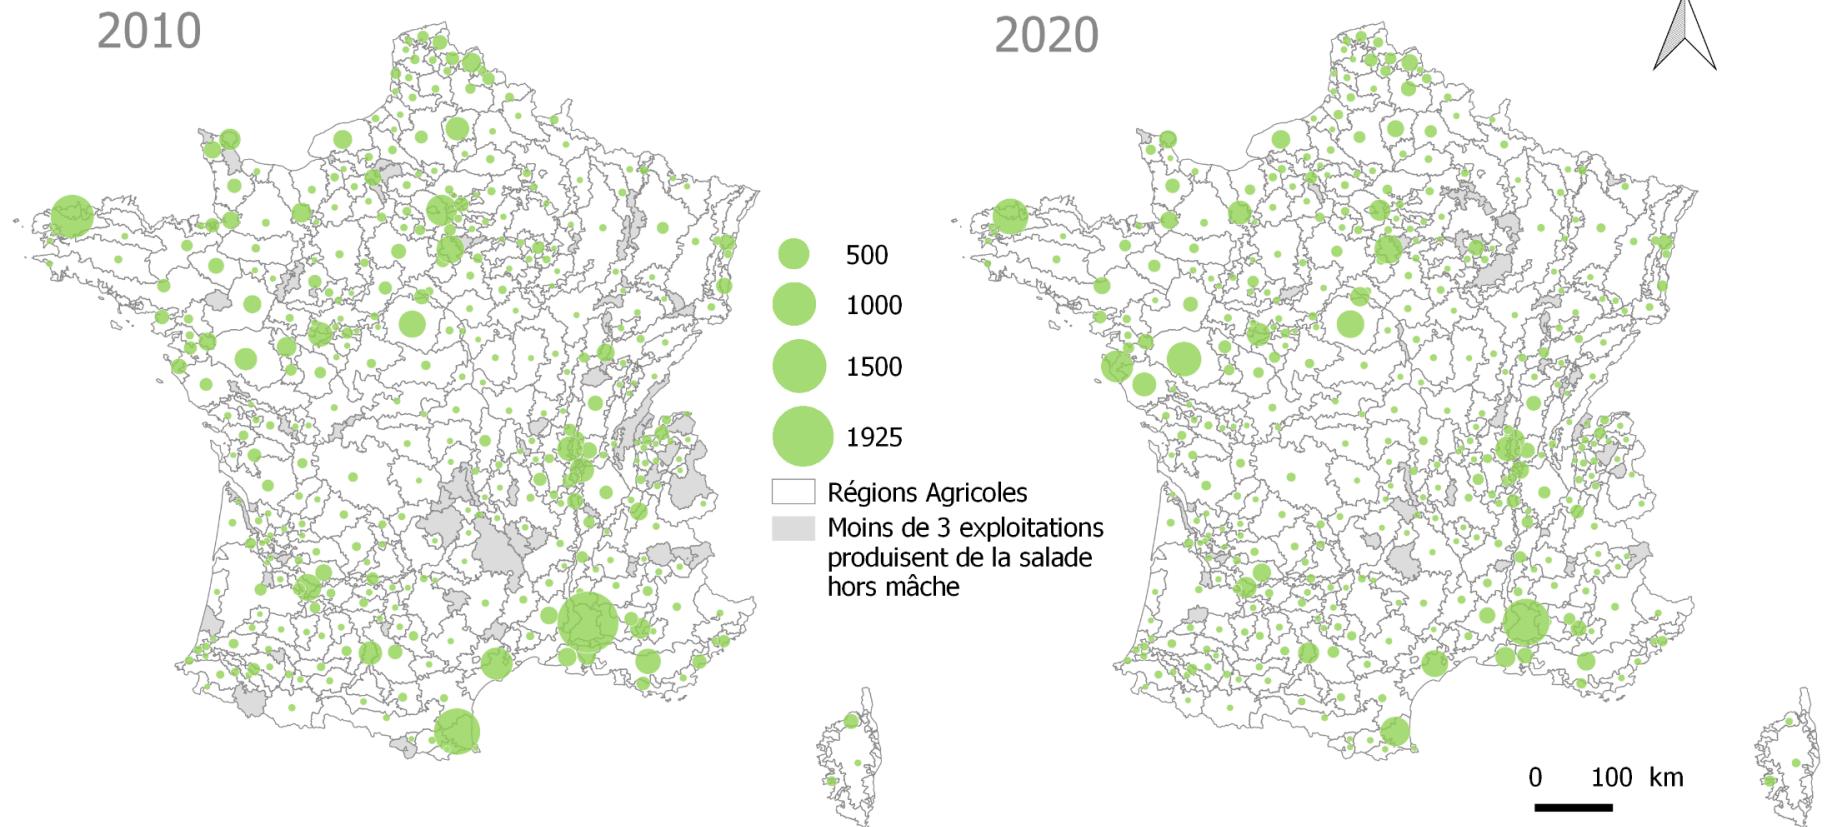 2010
2020
500
1000
1500
1925
Régions Agricoles
Moins de 3 exploitations
produisent de la salade
hors mâche
0 100 km